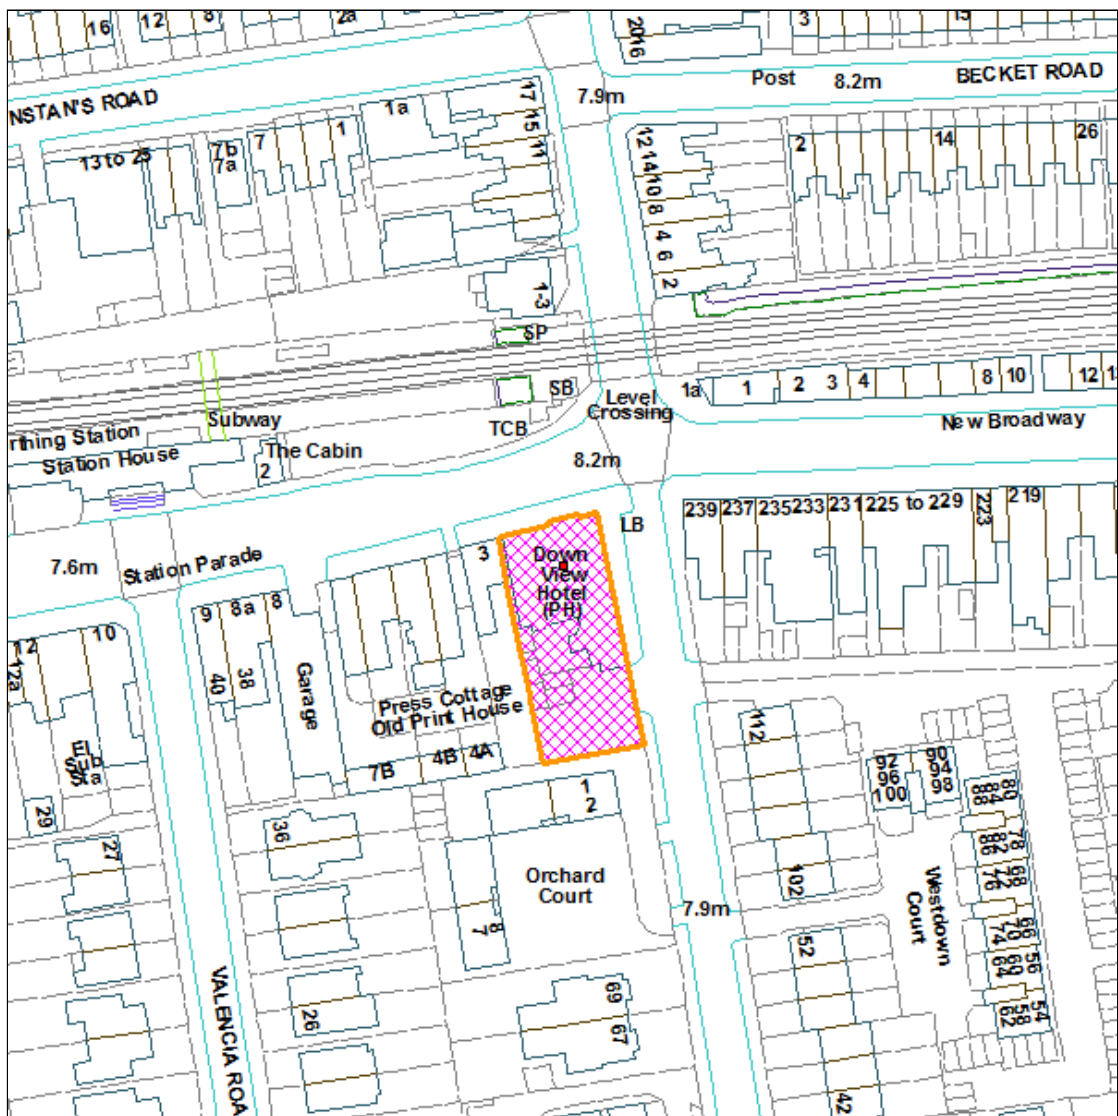 16
12
8
2a
2016
3
15
Post
8.2m
BECKET ROAD
7.9m
NSTAN'S ROAD
1a
17
15
11
13 to 25
7b
7a
7
1
12
14
10
8
4
6
2
2
14
26
1-3
SP
SB
TCB
Level
Crossing
1a
1
2
3
4
8
10
12
New Broadway
Subway
rthing Station
Station House
The Cabin
2
8.2m
LB
239
237
235
233
231
225 to 229
223
219
7.6m
Station Parade
3
Down
View
Hotel
(PH)
9
8a
8
40
38
Garage
12
12a
10
El
Sub
Sta
Press Cottage
Old Print House
7B
4B
4A
29
27
36
1
2
Orchard
Court
7
8
26
VALENCIA ROA
69
67
7.9m
112
102
52
42
92
96
100
90
94
98
Westdown
Court
80
84
88
78
82
86
68
72
76
66
70
74
56
60
64
54
58
62